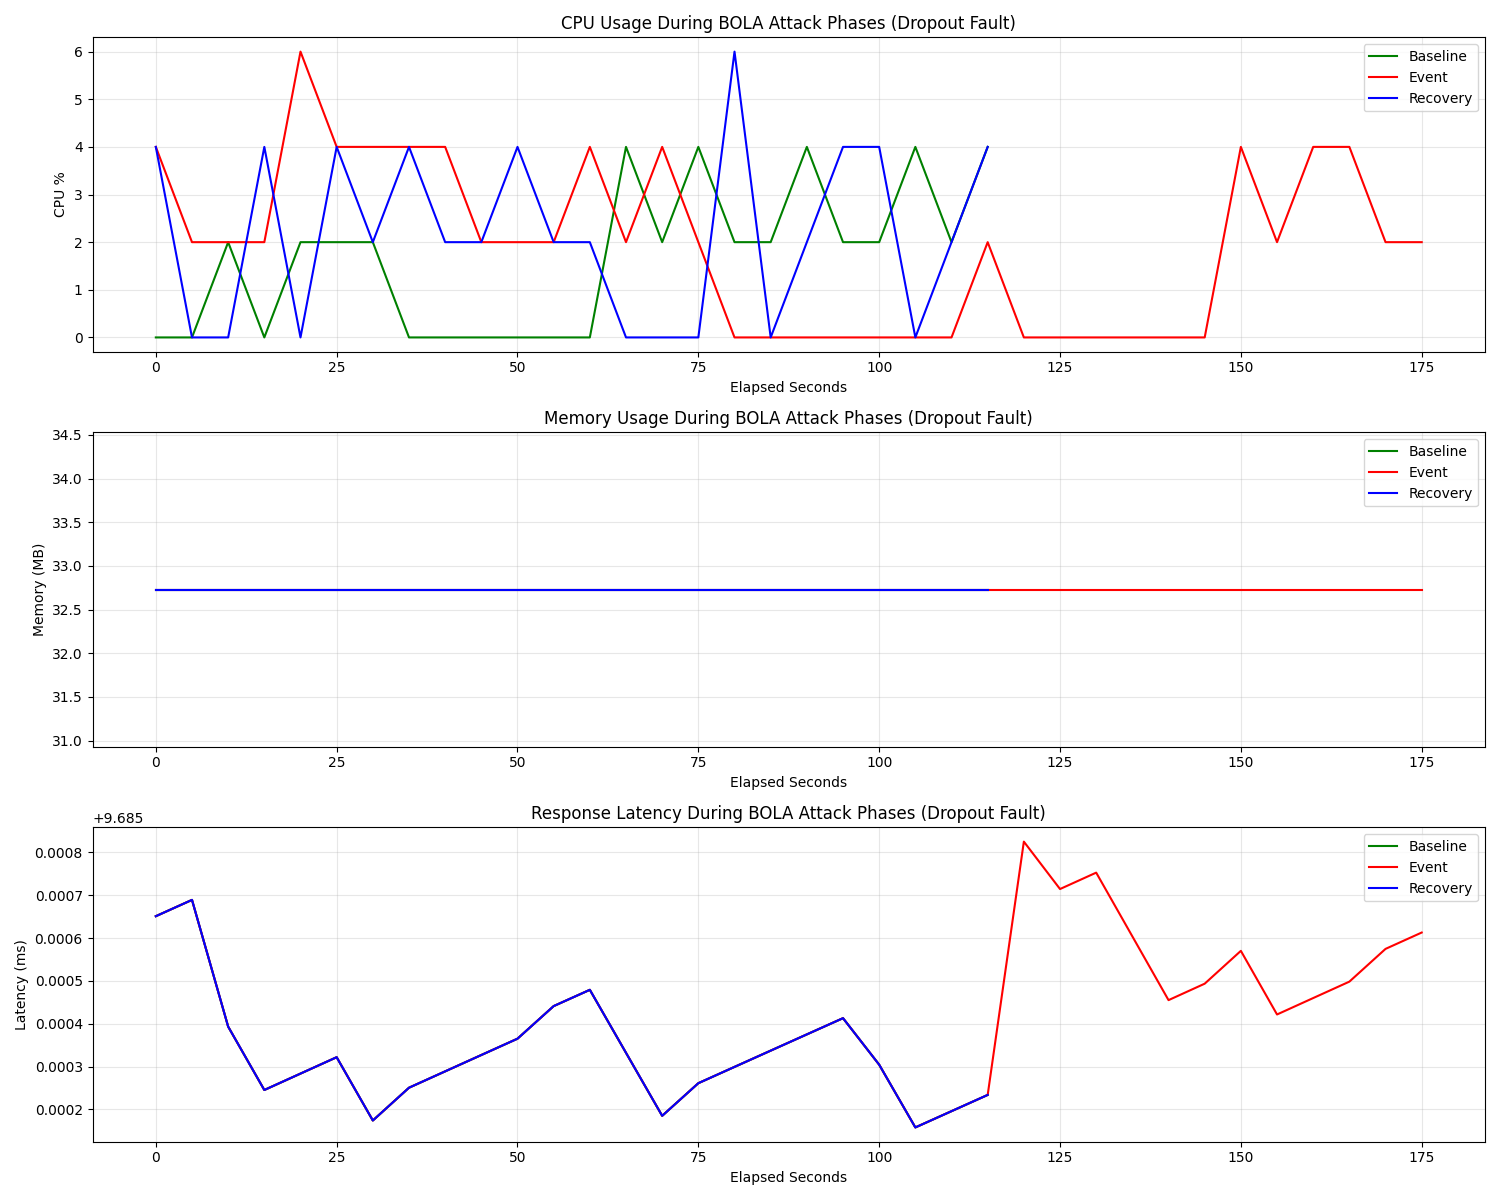 CPU Usage During BOLA Attack Phases (Dropout Fault)
6
5
4
3
2
1
0
CPU %
Baseline
Event
Recovery
0 25 50 75 100 125 150 175
Elapsed Seconds
Memory Usage During BOLA Attack Phases (Dropout Fault)
34.5
34.0
33.5
33.0
32.5
32.0
31.5
31.0
Memory (MB)
Baseline
Event
Recovery
0 25 50 75 100 125 150 175
Elapsed Seconds
Response Latency During BOLA Attack Phases (Dropout Fault)
+9.685
0.0008
0.0007
0.0006
0.0005
0.0004
0.0003
0.0002
Latency (ms)
Baseline
Event
Recovery
0 25 50 75 100 125 150 175
Elapsed Seconds